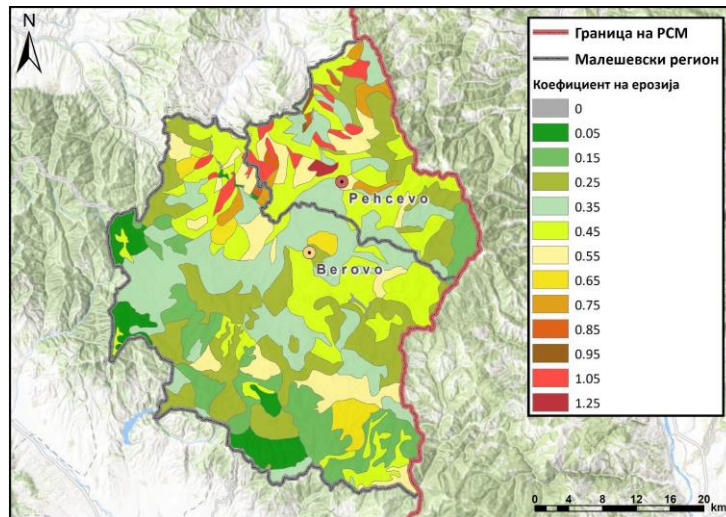 N
Граница на РСМ
Малешевски регион
Коефициент на ерозија
0
0.05
0.15
0.25
0.35
0.45
0.55
0.65
0.75
0.85
0.95
1.05
1.25
Pehcevo
Berovo
0 4 8 12 16 20
km